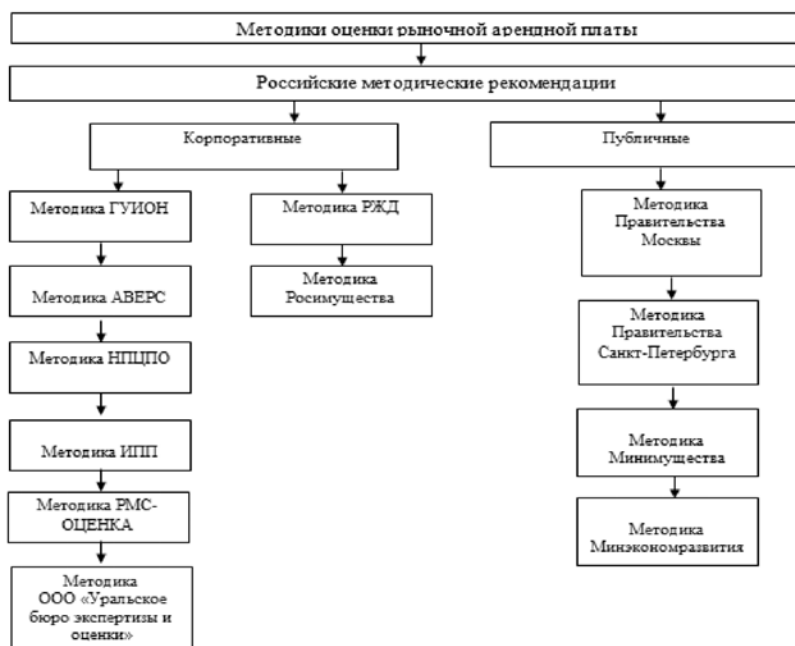 Методики оценки рыночной арендной платы
Российские методические рекомендации
Корпоративные
Публичные
Методика ГУИОН
Методика АВЕРС
Методика НПЦПО
Методика ИПП
Методика РМС-
ОЦЕНКА
Методика
ООО «Уральское
бюро экспертизы и
оценки»
Методика РЖД
Методика
Росимущества
Методика
Правительства
Москвы
Методика
Правительства
Санкт-Петербурга
Методика
Минимущества
Методика
Минэкономразвития